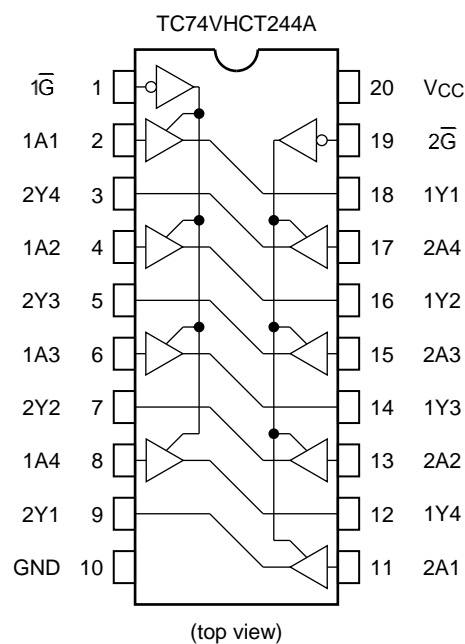 TC74VHCT244A
1G̅ 1 20 VCC
1A1 2 19 2G̅
2Y4 3 18 1Y1
1A2 4 17 2A4
2Y3 5 16 1Y2
1A3 6 15 2A3
2Y2 7 14 1Y3
1A4 8 13 2A2
2Y1 9 12 1Y4
GND 10 11 2A1
(top view)